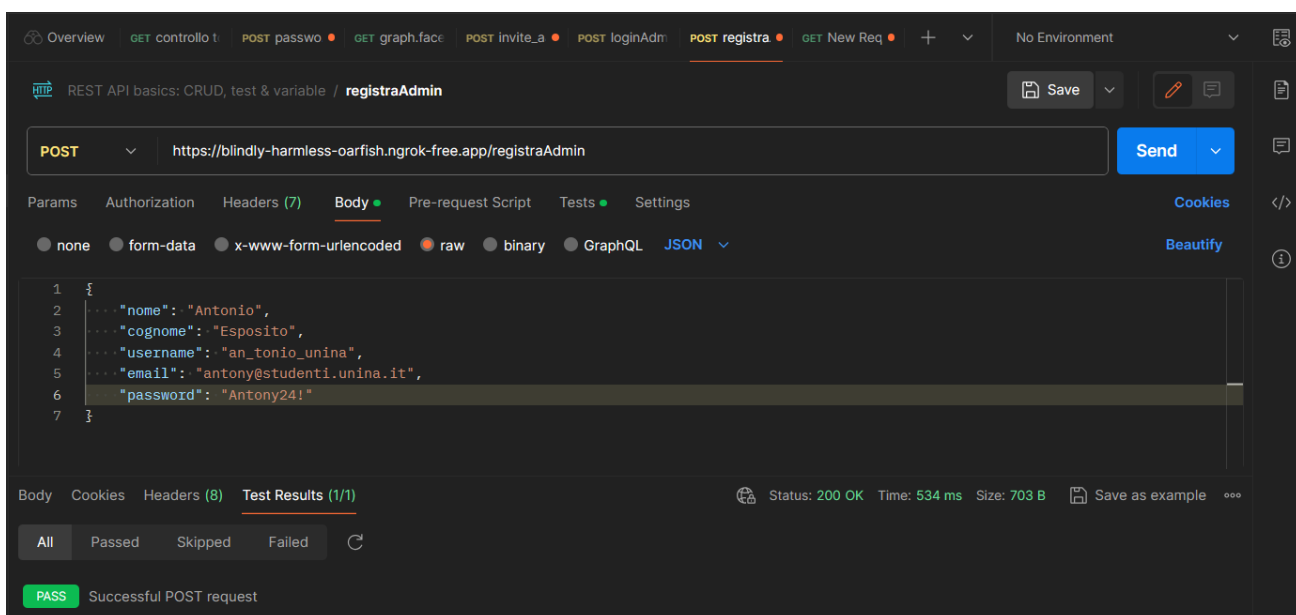 Overview GET controllo t POST passwo GET graph.face POST invite_a POST loginAdm POST registra. GET New Req No Environment
HTTP REST API basics: CRUD, test & variable / registraAdmin Save
POST https://blindly-harmless-oarfish.ngrok-free.app/registraAdmin Send
Params Authorization Headers (7) Body Pre-request Script Tests Settings Cookies
none form-data x-www-form-urlencoded raw binary GraphQL JSON Beautify
1 {
2 "nome": "Antonio",
3 "cognome": "Esposito",
4 "username": "an_tonio_unina",
5 "email": "antony@studenti.unina.it",
6 "password": "Antony24!"
7 }
Body Cookies Headers (8) Test Results (1/1) Status: 200 OK Time: 534 ms Size: 703 B Save as example
All Passed Skipped Failed
PASS Successful POST request